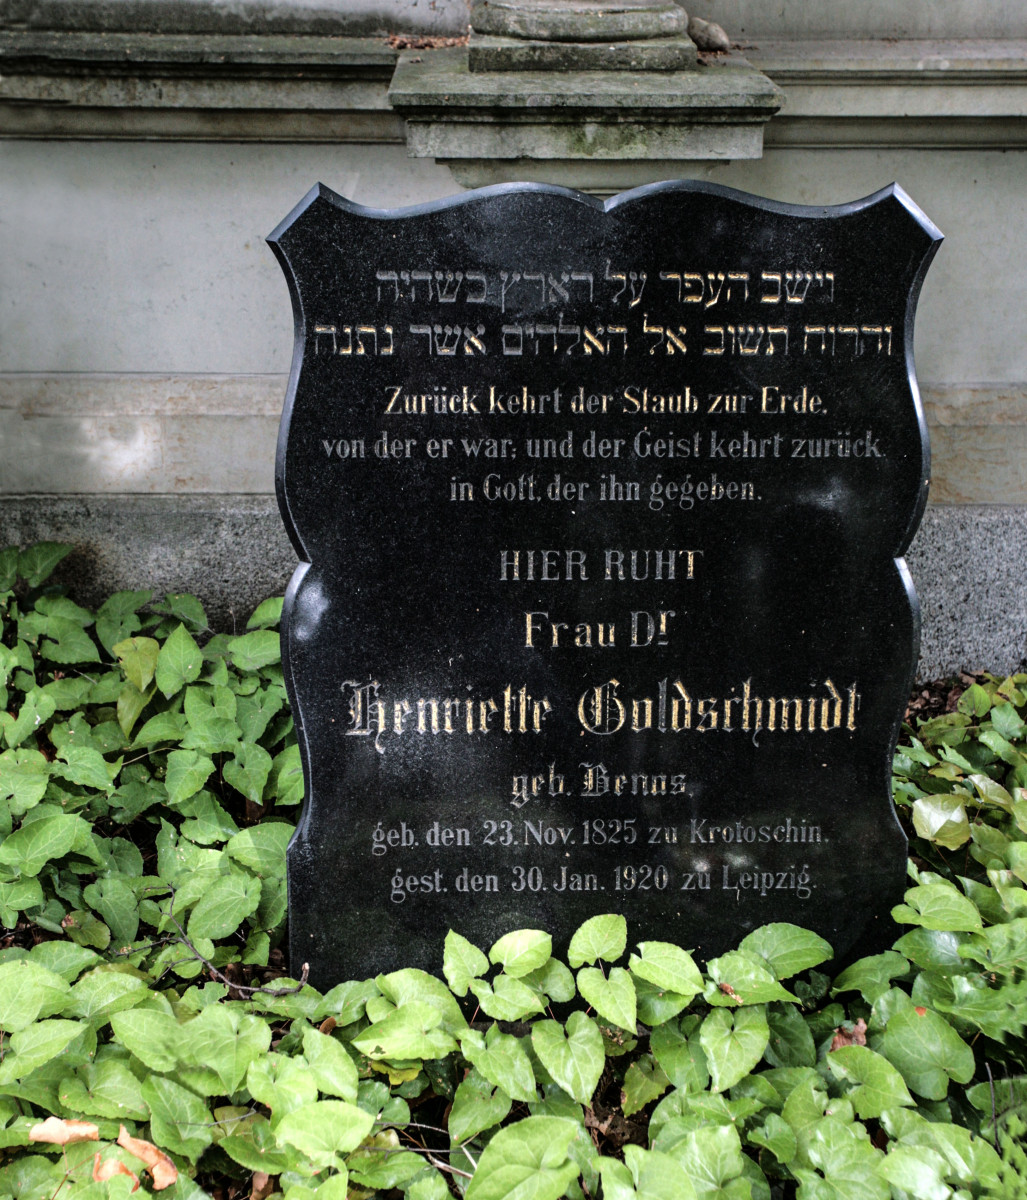 וישב העפר על הארץ כשהיה
והרוח תשוב אל האלהים אשר נתנה
Zurück kehrt der Staub zur Erde,
von der er war: und der Geist kehrt zurück
in Gott, der ihn gegeben.
HIER RUHT
Frau Dr
Henriette Goldschmidt
geb. Benas.
geb. den 23. Nov. 1825 zu Krotoschin.
gest. den 30. Jan. 1920 zu Leipzig.